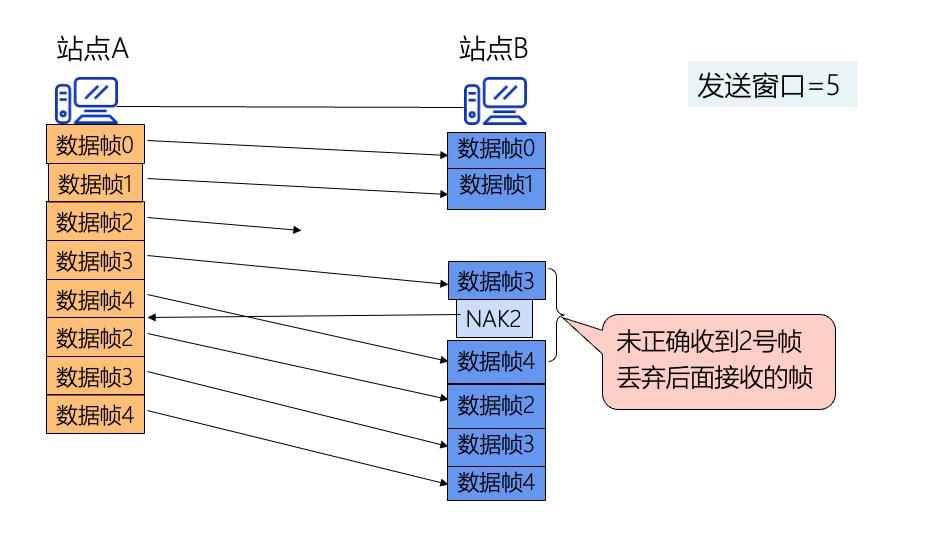 站点A
站点B
发送窗口=5
数据帧0
数据帧1
数据帧2
数据帧3
数据帧4
数据帧2
数据帧3
数据帧4
数据帧0
数据帧1
数据帧3
NAK2
数据帧4
数据帧2
数据帧3
数据帧4
未正确收到2号帧
丢弃后面接收的帧